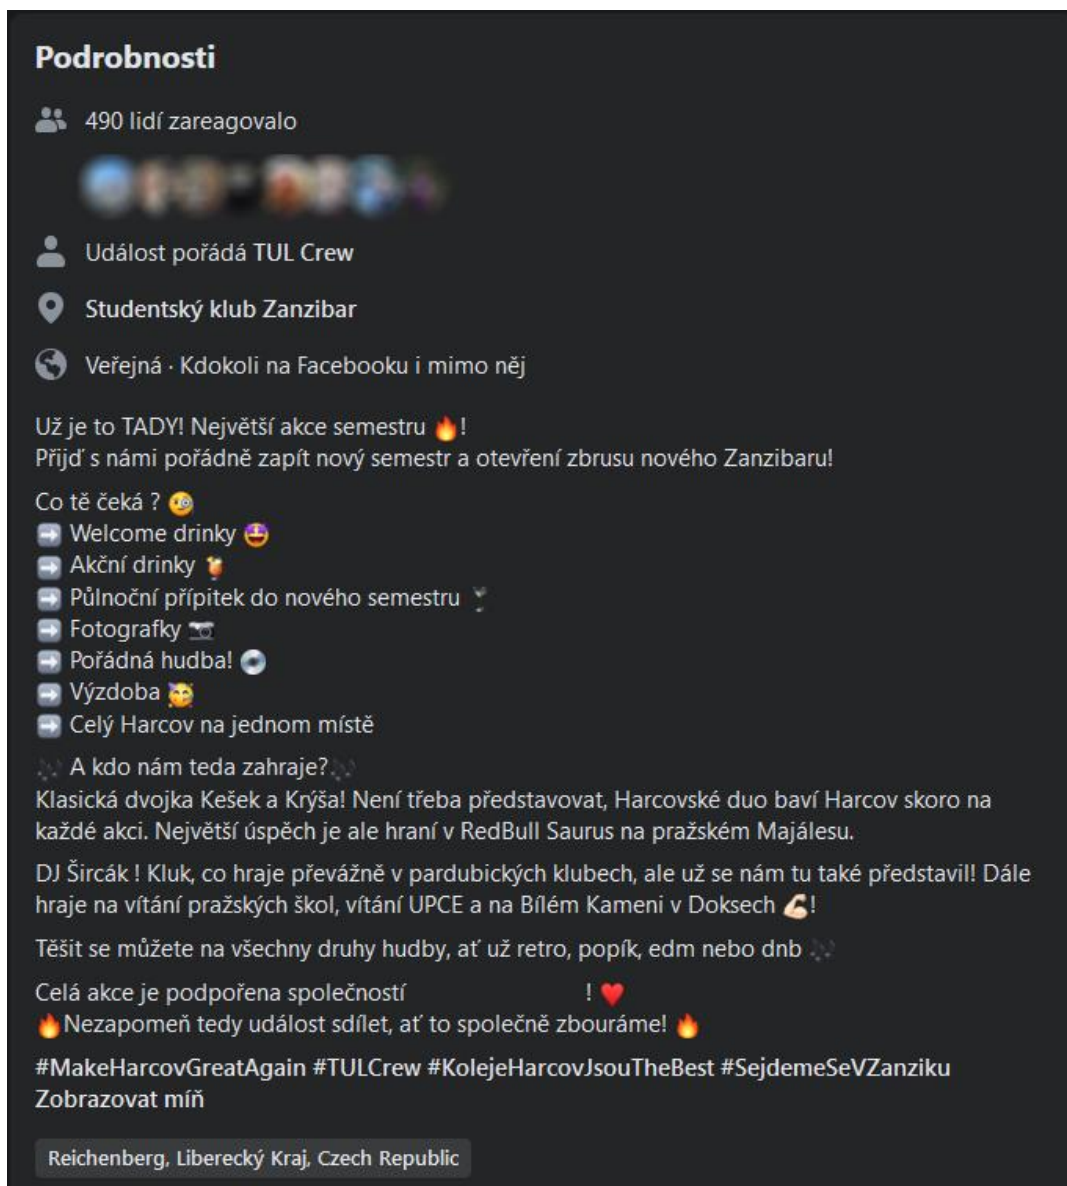 Podrobnosti
490 lidí zareagovalo
Událost pořádá TUL Crew
Studentský klub Zanzibar
Veřejná · Kdokoli na Facebooku i mimo něj
Už je to TADY! Největší akce semestru 🔥!
Přijď s námi pořádně zapít nový semestr a otevření zbrusu nového Zanzibaru!
Co tě čeká ? 🧐
➡️ Welcome drinky 🤩
➡️ Akční drinky 🍹
➡️ Půlnoční přípitek do nového semestru 🍸
➡️ Fotografky 📷
➡️ Pořádná hudba! 💿
➡️ Výzdoba 🥳
➡️ Celý Harcov na jednom místě
🎶 A kdo nám teda zahraje?🎶
Klasická dvojka Kešek a Krýša! Není třeba představovat, Harcovské duo baví Harcov skoro na
každé akci. Největší úspěch je ale hraní v RedBull Saurus na pražském Majálesu.
DJ Šircák ! Kluk, co hraje převážně v pardubických klubech, ale už se nám tu také představil! Dále
hraje na vítání pražských škol, vítání UPCE a na Bílém Kameni v Doksech 💪🏻!
Těšit se můžete na všechny druhy hudby, ať už retro, popík, edm nebo dnb 🎶
Celá akce je podpořena společností ! ❤️
🔥Nezapomeň tedy událost sdílet, ať to společně zbouráme! 🔥
#MakeHarcovGreatAgain #TULCrew #KolejeHarcovJsouTheBest #SejdemeSeVZanziku
Zobrazovat míň
Reichenberg, Liberecký Kraj, Czech Republic